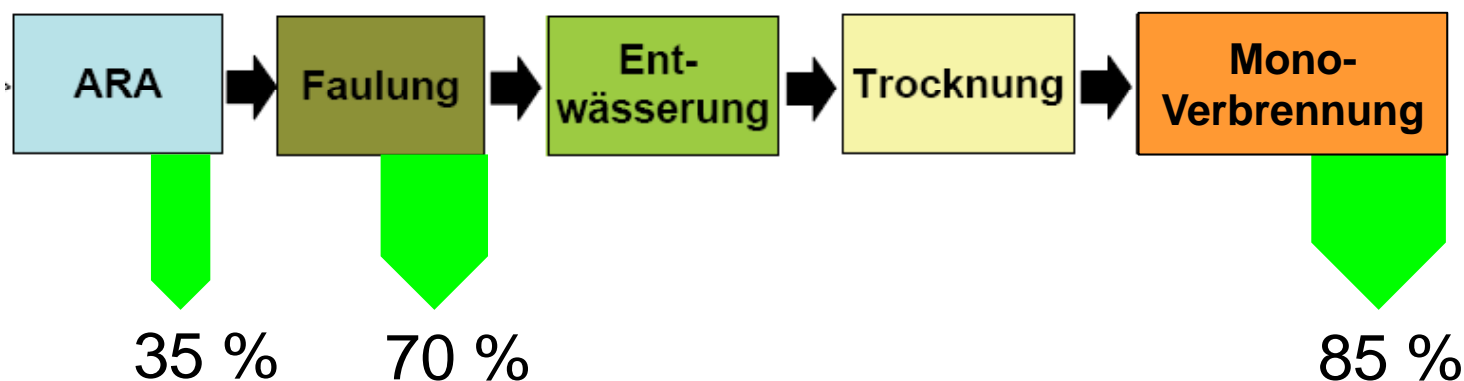 ARA
Faulung
Ent-
wässerung
Trocknung
Mono-
Verbrennung
35 %
70 %
85 %